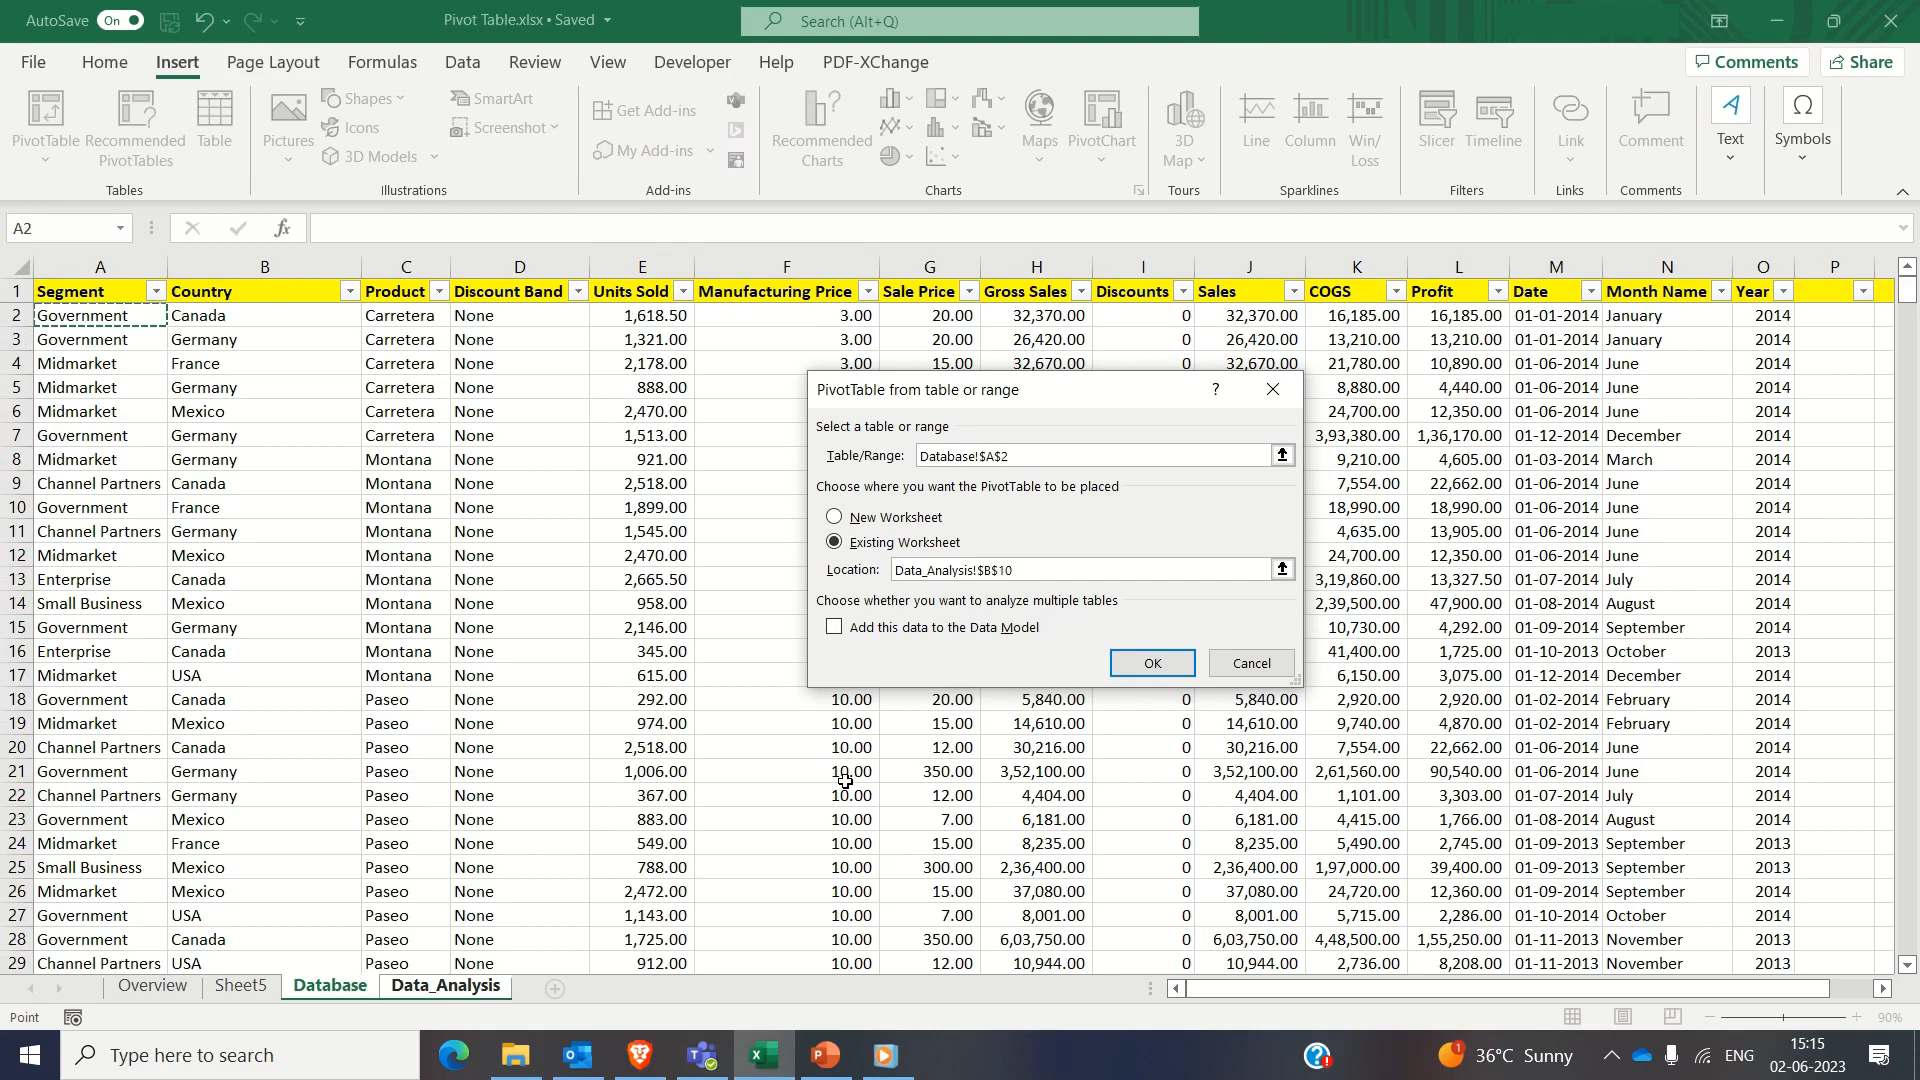 AutoSave On Pivot Table.xlsx • Saved Search (Alt+Q)
File Home Insert Page Layout Formulas Data Review View Developer Help PDF-XChange Comments Share
PivotTable Recommended PivotTables Table Pictures Shapes Icons 3D Models SmartArt Screenshot Get Add-ins My Add-ins Recommended Charts Maps PivotChart 3D Map Line Column Win/Loss Slicer Timeline Link Comment Text Symbols
Tables Illustrations Add-ins Charts Tours Sparklines Filters Links Comments
A2 fx
A B C D E F G H I J K L M N O P
1 Segment Country Product Discount Band Units Sold Manufacturing Price Sale Price Gross Sales Discounts Sales COGS Profit Date Month Name Year
2 Government Canada Carretera None 1,618.50 3.00 20.00 32,370.00 0 32,370.00 16,185.00 16,185.00 01-01-2014 January 2014
3 Government Germany Carretera None 1,321.00 3.00 20.00 26,420.00 0 26,420.00 13,210.00 13,210.00 01-01-2014 January 2014
4 Midmarket France Carretera None 2,178.00 3.00 15.00 32,670.00 0 32,670.00 21,780.00 10,890.00 01-06-2014 June 2014
5 Midmarket Germany Carretera None 888.00 8,880.00 4,440.00 01-06-2014 June 2014
6 Midmarket Mexico Carretera None 2,470.00 24,700.00 12,350.00 01-06-2014 June 2014
7 Government Germany Carretera None 1,513.00 3,93,380.00 1,36,170.00 01-12-2014 December 2014
8 Midmarket Germany Montana None 921.00 9,210.00 4,605.00 01-03-2014 March 2014
9 Channel Partners Canada Montana None 2,518.00 7,554.00 22,662.00 01-06-2014 June 2014
10 Government France Montana None 1,899.00 18,990.00 18,990.00 01-06-2014 June 2014
11 Channel Partners Germany Montana None 1,545.00 4,635.00 13,905.00 01-06-2014 June 2014
12 Midmarket Mexico Montana None 2,470.00 24,700.00 12,350.00 01-06-2014 June 2014
13 Enterprise Canada Montana None 2,665.50 3,19,860.00 13,327.50 01-07-2014 July 2014
14 Small Business Mexico Montana None 958.00 2,39,500.00 47,900.00 01-08-2014 August 2014
15 Government Germany Montana None 2,146.00 10,730.00 4,292.00 01-09-2014 September 2014
16 Enterprise Canada Montana None 345.00 41,400.00 1,725.00 01-10-2013 October 2013
17 Midmarket USA Montana None 615.00 6,150.00 3,075.00 01-12-2014 December 2014
18 Government Canada Paseo None 292.00 10.00 20.00 5,840.00 0 5,840.00 2,920.00 2,920.00 01-02-2014 February 2014
19 Midmarket Mexico Paseo None 974.00 10.00 15.00 14,610.00 0 14,610.00 9,740.00 4,870.00 01-02-2014 February 2014
20 Channel Partners Canada Paseo None 2,518.00 10.00 12.00 30,216.00 0 30,216.00 7,554.00 22,662.00 01-06-2014 June 2014
21 Government Germany Paseo None 1,006.00 10.00 350.00 3,52,100.00 0 3,52,100.00 2,61,560.00 90,540.00 01-06-2014 June 2014
22 Channel Partners Germany Paseo None 367.00 10.00 12.00 4,404.00 0 4,404.00 1,101.00 3,303.00 01-07-2014 July 2014
23 Government Mexico Paseo None 883.00 10.00 7.00 6,181.00 0 6,181.00 4,415.00 1,766.00 01-08-2014 August 2014
24 Midmarket France Paseo None 549.00 10.00 15.00 8,235.00 0 8,235.00 5,490.00 2,745.00 01-09-2013 September 2013
25 Small Business Mexico Paseo None 788.00 10.00 300.00 2,36,400.00 0 2,36,400.00 1,97,000.00 39,400.00 01-09-2013 September 2013
26 Midmarket Mexico Paseo None 2,472.00 10.00 15.00 37,080.00 0 37,080.00 24,720.00 12,360.00 01-09-2014 September 2014
27 Government USA Paseo None 1,143.00 10.00 7.00 8,001.00 0 8,001.00 5,715.00 2,286.00 01-10-2014 October 2014
28 Government Canada Paseo None 1,725.00 10.00 350.00 6,03,750.00 0 6,03,750.00 4,48,500.00 1,55,250.00 01-11-2013 November 2013
29 Channel Partners USA Paseo None 912.00 10.00 12.00 10,944.00 0 10,944.00 2,736.00 8,208.00 01-11-2013 November 2013
PivotTable from table or range ?
Select a table or range
Table/Range: Database!$A$2
Choose where you want the PivotTable to be placed
New Worksheet
Existing Worksheet
Location: Data_Analysis!$B$10
Choose whether you want to analyze multiple tables
Add this data to the Data Model
OK Cancel
Overview Sheet5 Database Data_Analysis
Point 90%
Type here to search 36°C Sunny ENG 15:15
02-06-2023